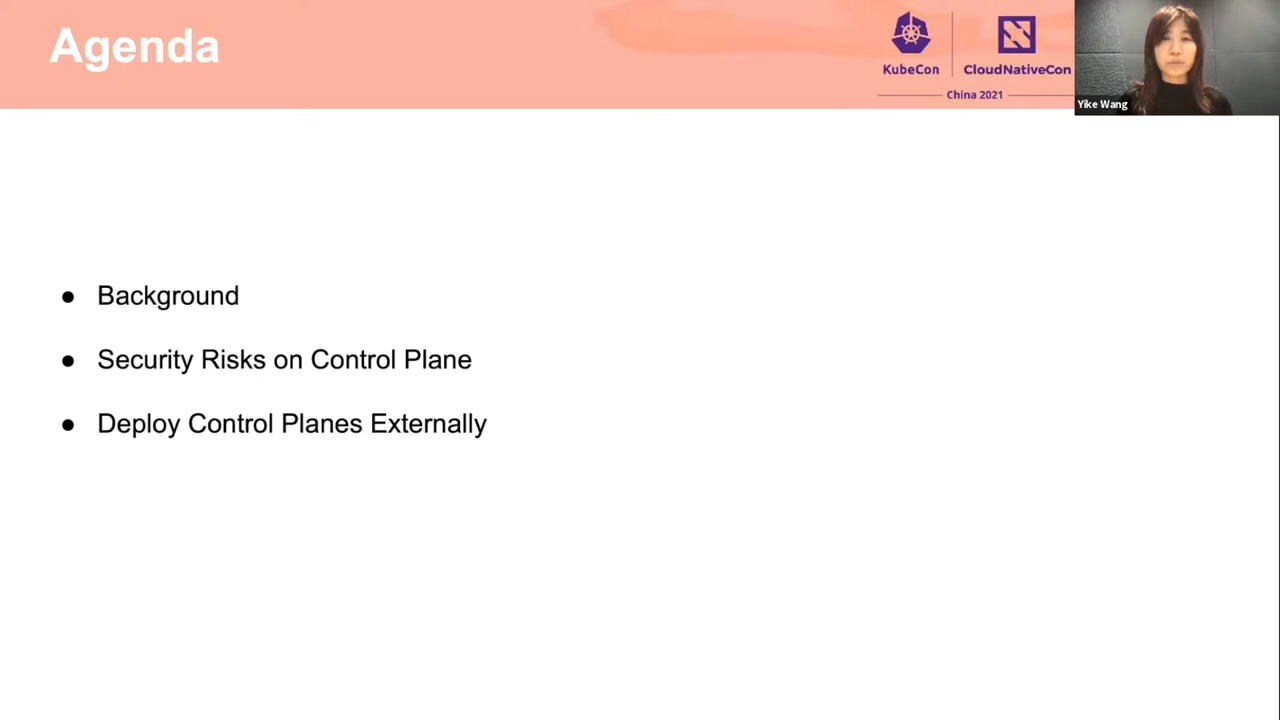 Agenda
KubeCon
CloudNativeCon
China 2021
Yike Wang
● Background
● Security Risks on Control Plane
● Deploy Control Planes Externally